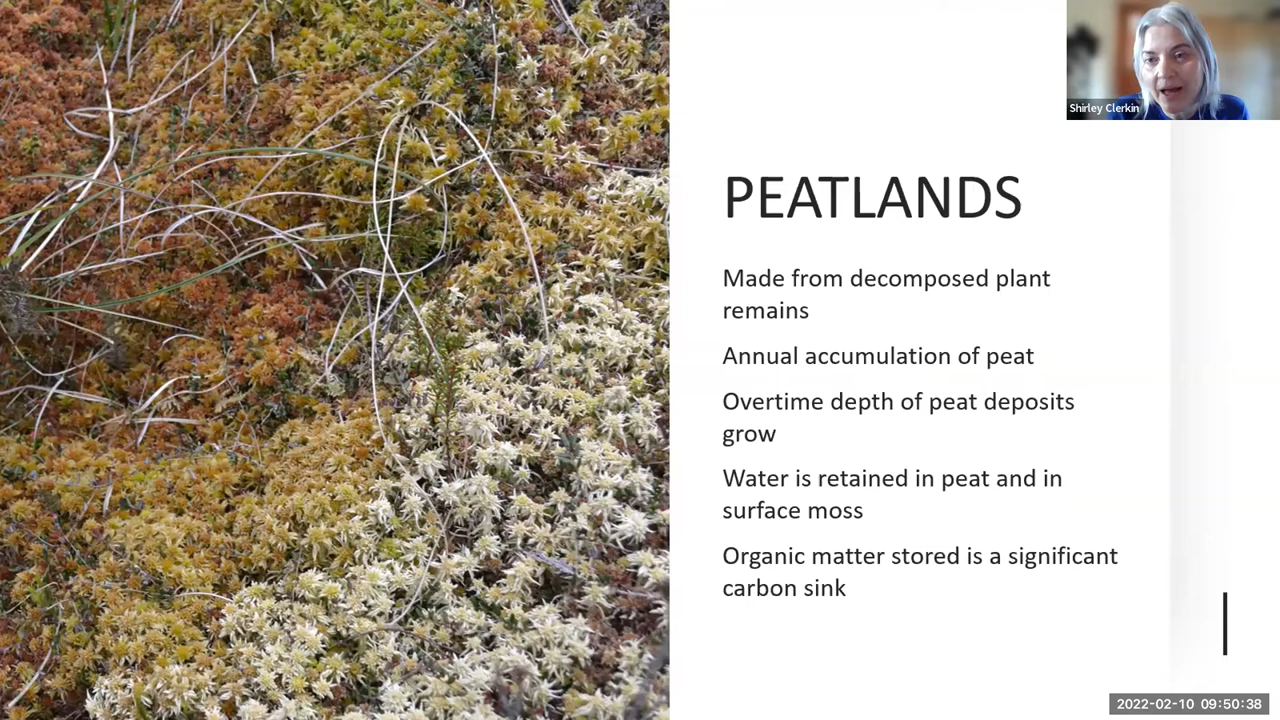 Shirley Clerkin
PEATLANDS
Made from decomposed plant
remains
Annual accumulation of peat
Overtime depth of peat deposits
grow
Water is retained in peat and in
surface moss
Organic matter stored is a significant
carbon sink
2022-02-10 09:50:38